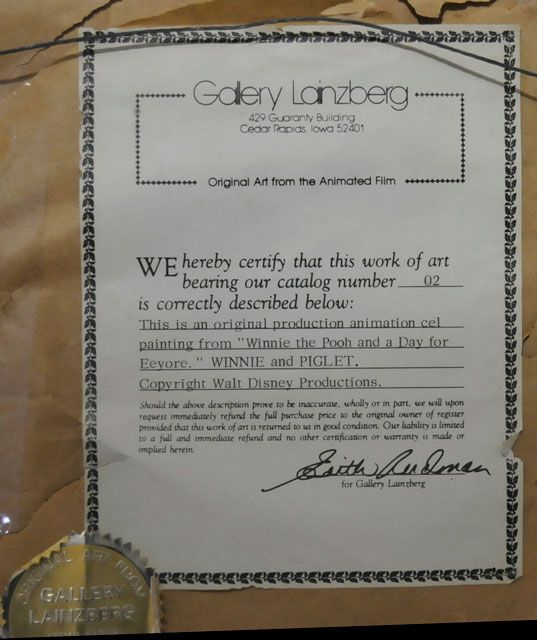 Gallery Lainzberg
429 Guaranty Building
Cedar Rapids, Iowa 52401
Original Art from the Animated Film
WE hereby certify that this work of art
bearing our catalog number 02
is correctly described below:
This is an original production animation cel
painting from "Winnie the Pooh and a Day for
Eeyore." WINNIE and PIGLET.
Copyright Walt Disney Productions.
Should the above description prove to be inaccurate, wholly or in part, we will upon
request immediately refund the full purchase price to the original owner of register
provided that this work of art is returned to us in good condition. Our liability is limited
to a full and immediate refund and no other certification or warranty is made or
implied herein.
for Gallery Lainzberg
ORIGINAL ART FROM
GALLERY
LAINZBERG